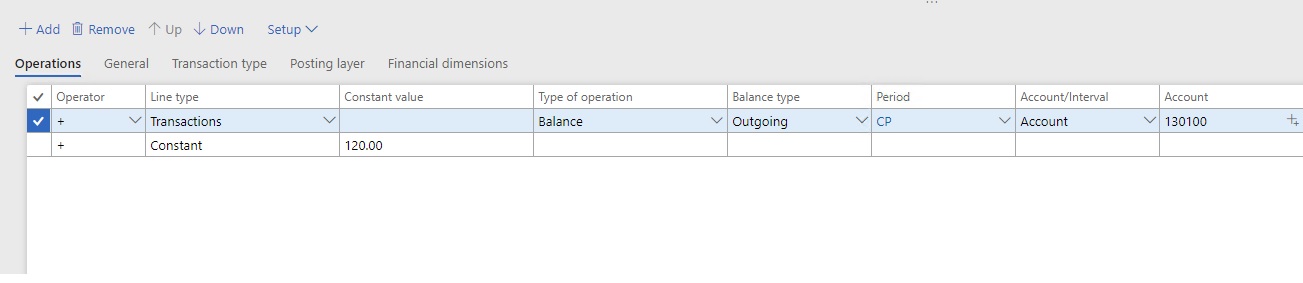 Add Remove Up Down Setup
Operations General Transaction type Posting layer Financial dimensions
Operator Line type Constant value Type of operation Balance type Period Account/Interval Account
+ Transactions Balance Outgoing CP Account 130100
+ Constant 120.00